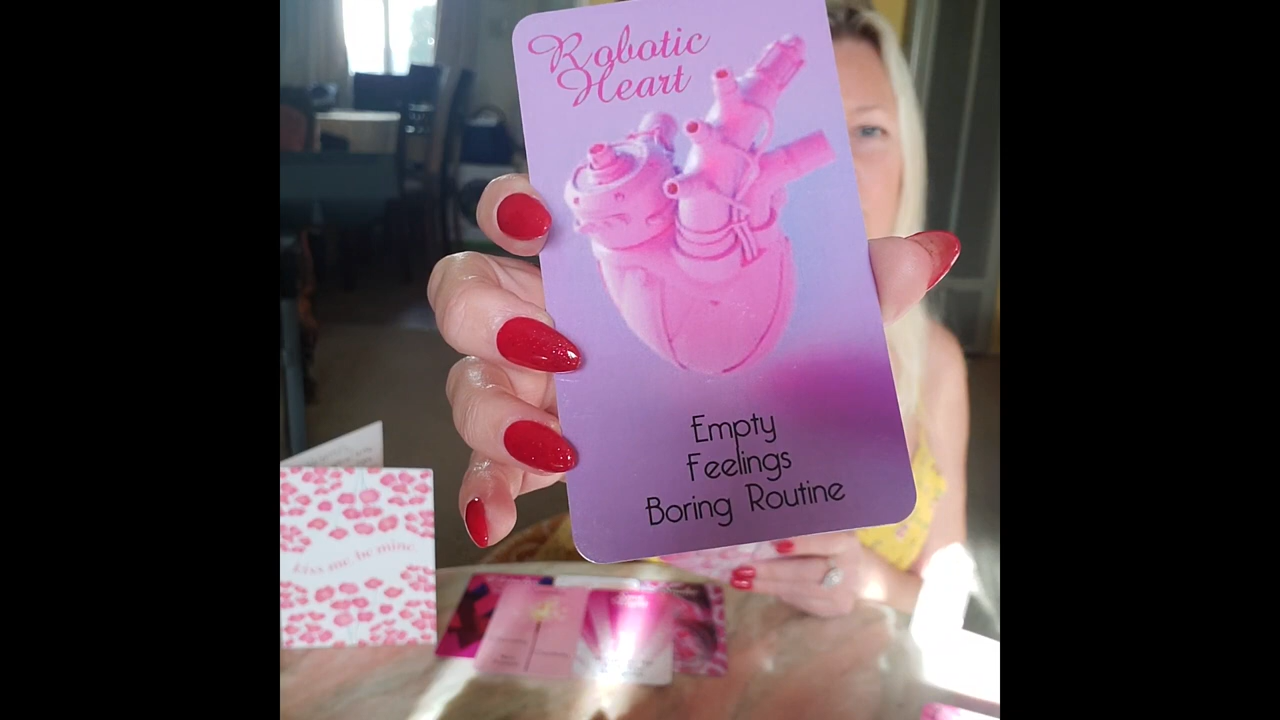 Robotic
Heart
Empty
Feelings
Boring Routine
kiss me, be mine